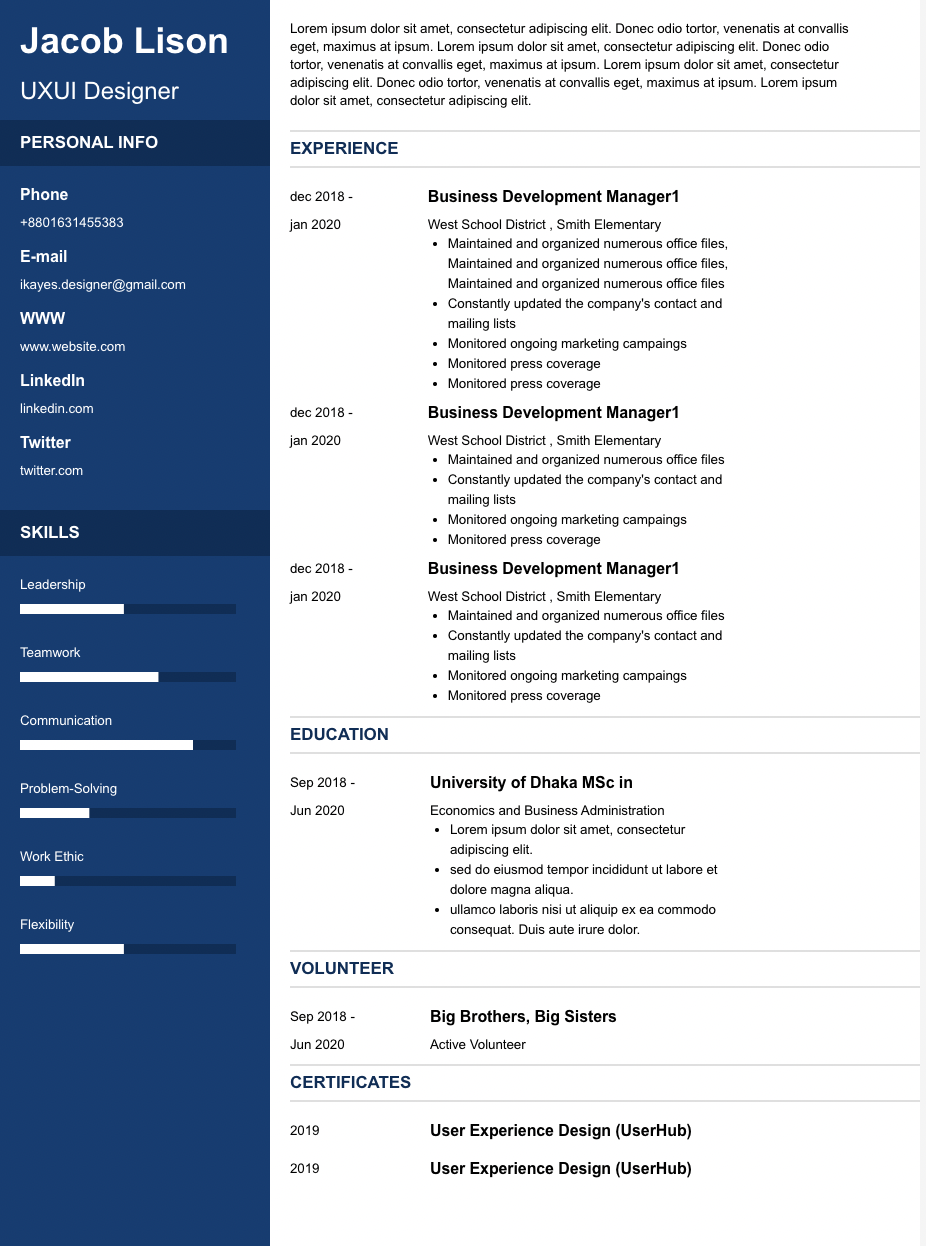 Jacob Lison
UXUI Designer
PERSONAL INFO
Phone
+8801631455383
E-mail
ikayes.designer@gmail.com
WWW
www.website.com
LinkedIn
linkedin.com
Twitter
twitter.com
SKILLS
Leadership
Teamwork
Communication
Problem-Solving
Work Ethic
Flexibility
Lorem ipsum dolor sit amet, consectetur adipiscing elit. Donec odio tortor, venenatis at convallis
eget, maximus at ipsum. Lorem ipsum dolor sit amet, consectetur adipiscing elit. Donec odio
tortor, venenatis at convallis eget, maximus at ipsum. Lorem ipsum dolor sit amet, consectetur
adipiscing elit. Donec odio tortor, venenatis at convallis eget, maximus at ipsum. Lorem ipsum
dolor sit amet, consectetur adipiscing elit.
EXPERIENCE
dec 2018 - Business Development Manager1
jan 2020 West School District , Smith Elementary
• Maintained and organized numerous office files,
Maintained and organized numerous office files,
Maintained and organized numerous office files
• Constantly updated the company's contact and
mailing lists
• Monitored ongoing marketing campaings
• Monitored press coverage
• Monitored press coverage
dec 2018 - Business Development Manager1
jan 2020 West School District , Smith Elementary
• Maintained and organized numerous office files
• Constantly updated the company's contact and
mailing lists
• Monitored ongoing marketing campaings
• Monitored press coverage
dec 2018 - Business Development Manager1
jan 2020 West School District , Smith Elementary
• Maintained and organized numerous office files
• Constantly updated the company's contact and
mailing lists
• Monitored ongoing marketing campaings
• Monitored press coverage
EDUCATION
Sep 2018 - University of Dhaka MSc in
Jun 2020 Economics and Business Administration
• Lorem ipsum dolor sit amet, consectetur
adipiscing elit.
• sed do eiusmod tempor incididunt ut labore et
dolore magna aliqua.
• ullamco laboris nisi ut aliquip ex ea commodo
consequat. Duis aute irure dolor.
VOLUNTEER
Sep 2018 - Big Brothers, Big Sisters
Jun 2020 Active Volunteer
CERTIFICATES
2019 User Experience Design (UserHub)
2019 User Experience Design (UserHub)